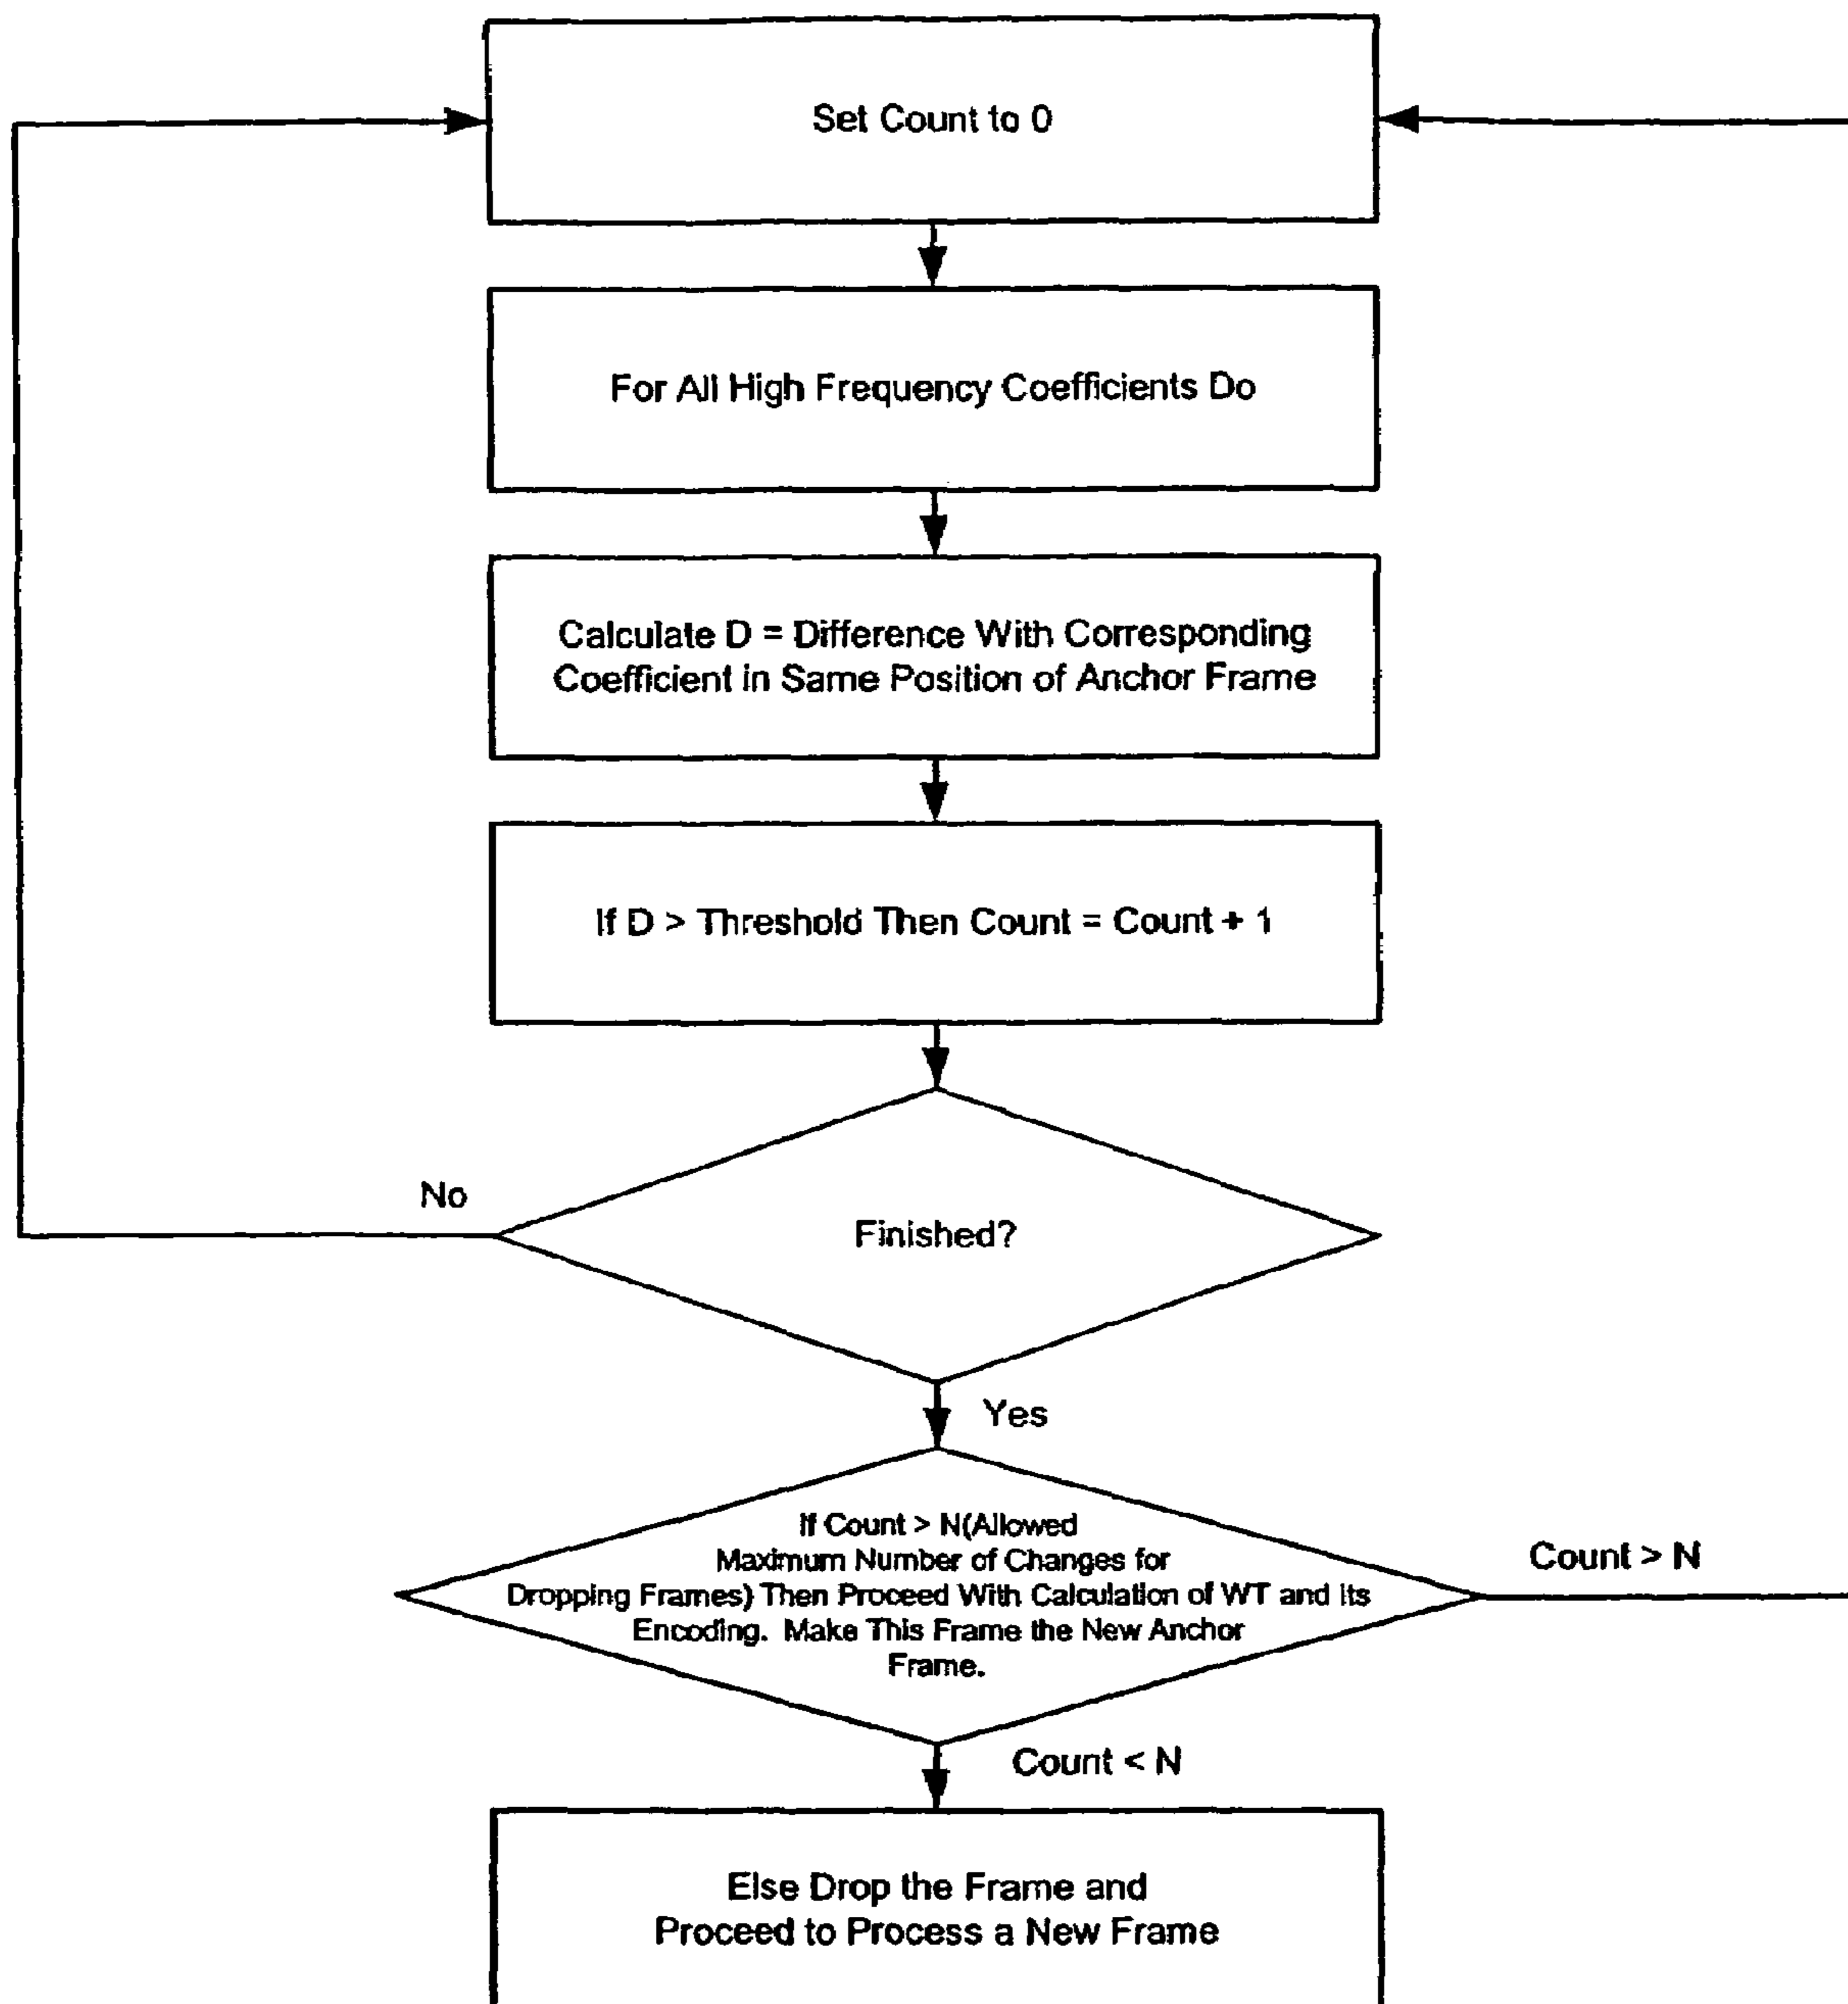 Set Count to 0
For All High Frequency Coefficients Do
Calculate D = Difference With Corresponding
Coefficient in Same Position of Anchor Frame
If D > Threshold Then Count = Count + 1
No
Finished?
Yes
If Count > N(Allowed
Maximum Number of Changes for
Dropping Frames) Then Proceed With Calculation of WT and its
Encoding. Make This Frame the New Anchor
Frame.
Count > N
Count < N
Else Drop the Frame and
Proceed to Process a New Frame